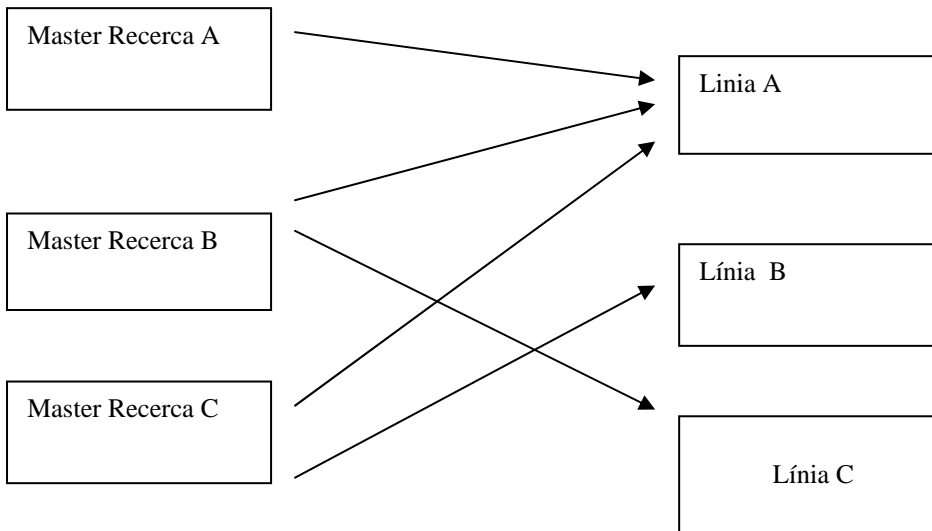 Master Recerca A
Linia A
Master Recerca B
Línia B
Master Recerca C
Línia C